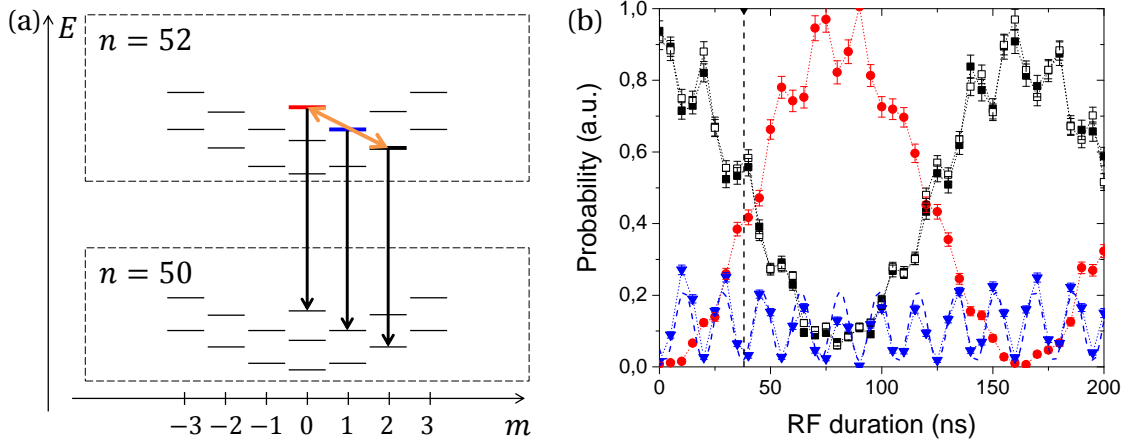 (a)
E
n = 52
n = 50
−3 −2 −1 0 1 2 3 m
(b)
Probability (a.u.)
1,0
0,8
0,6
0,4
0,2
0,0
0 50 100 150 200
RF duration (ns)